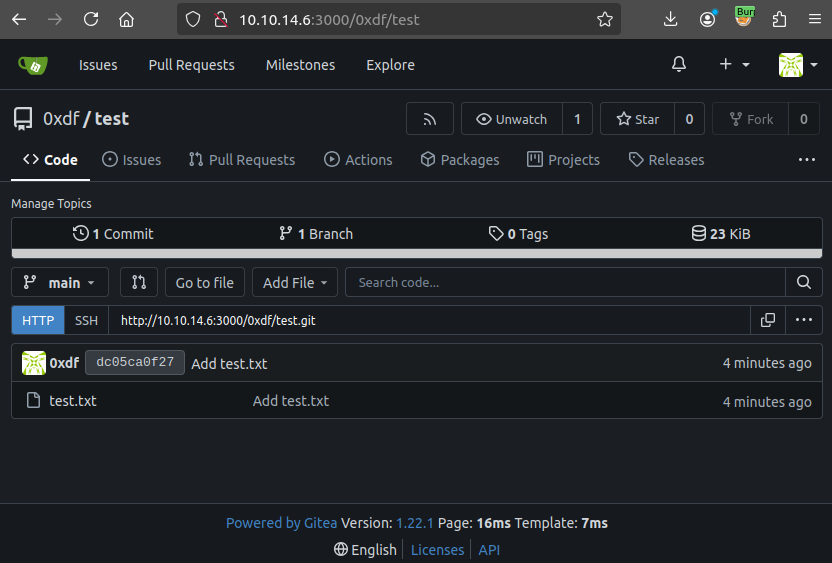 10.10.14.6:3000/0xdf/test
Burp
Issues Pull Requests Milestones Explore
0xdf / test Unwatch 1 Star 0 Fork 0
Code Issues Pull Requests Actions Packages Projects Releases
Manage Topics
1 Commit 1 Branch 0 Tags 23 KiB
main Go to file Add File Search code...
HTTP SSH http://10.10.14.6:3000/0xdf/test.git
0xdf dc05ca0f27 Add test.txt 4 minutes ago
test.txt Add test.txt 4 minutes ago
Powered by Gitea Version: 1.22.1 Page: 16ms Template: 7ms
English Licenses API